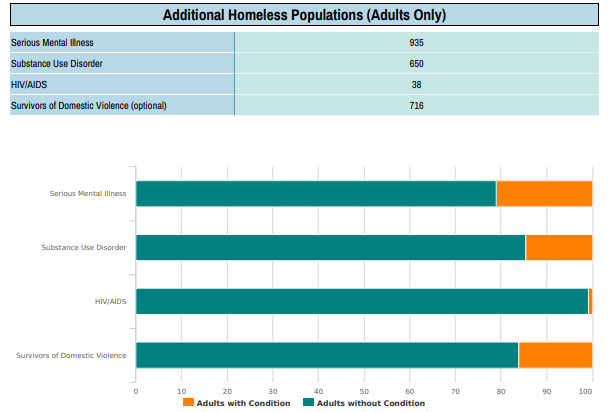 Additional Homeless Populations (Adults Only)
Serious Mental Illness 935
Substance Use Disorder 650
HIV/AIDS 38
Survivors of Domestic Violence (optional) 716
Serious Mental Illness
Substance Use Disorder
HIV/AIDS
Survivors of Domestic Violence
0 10 20 30 40 50 60 70 80 90 100
Adults with Condition Adults without Condition